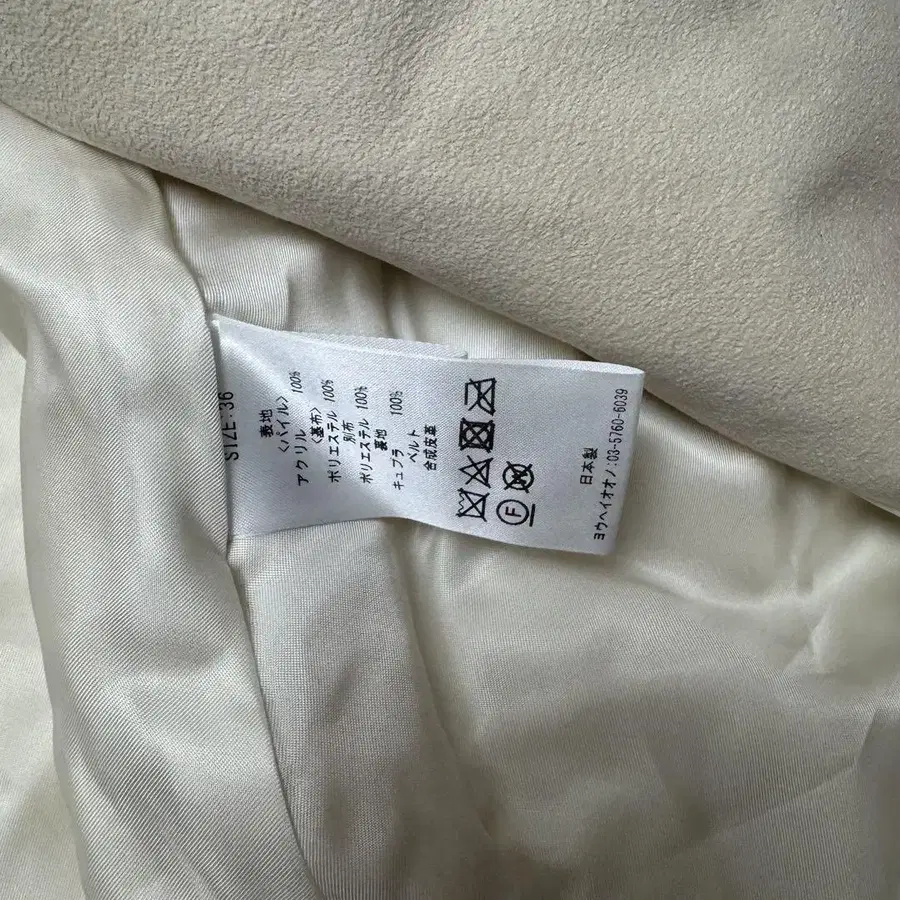 SIZE:36
表地
〈パイル〉
アクリル 100%
〈基布〉
ポリエステル 100%
別布
ポリエステル 100%
裏地
キュプラ 100%
ベルト
合成皮革
F
日本製
ヨウヘイオオノ:03-5760-6039